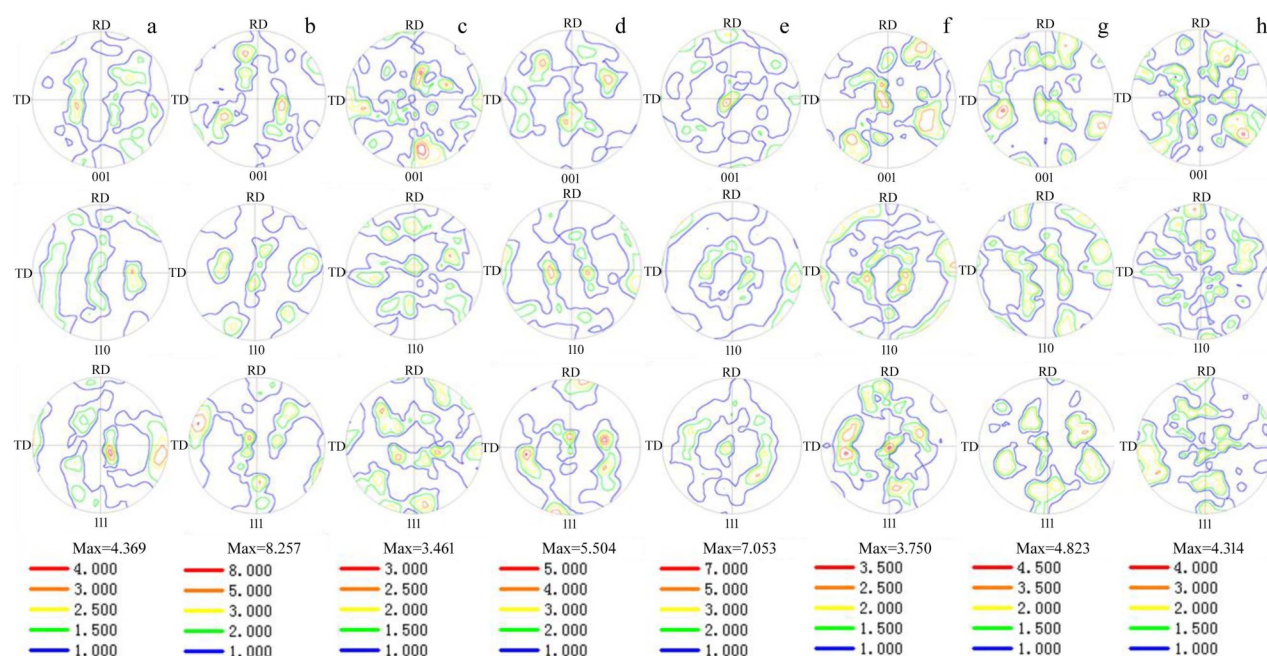 RD RD RD RD RD RD RD RD
a b c d e f g h
TD TD TD TD TD TD TD TD
001 001 001 001 001 001 001 001
RD RD RD RD RD RD RD RD
TD TD TD TD TD TD TD TD
110 110 110 110 110 110 110 110
RD RD RD RD RD RD RD RD
TD TD TD TD TD TD TD TD
111 111 111 111 111 111 111 111
Max=4.369 Max=8.257 Max=3.461 Max=5.504 Max=7.053 Max=3.750 Max=4.823 Max=4.314
4.000 8.000 3.000 5.000 7.000 3.500 4.500 4.000
3.000 5.000 2.500 4.000 5.000 2.500 3.500 3.000
2.500 3.000 2.000 3.000 3.000 2.000 2.000 2.000
1.500 2.000 1.500 2.000 2.000 1.500 1.500 1.500
1.000 1.000 1.000 1.000 1.000 1.000 1.000 1.000